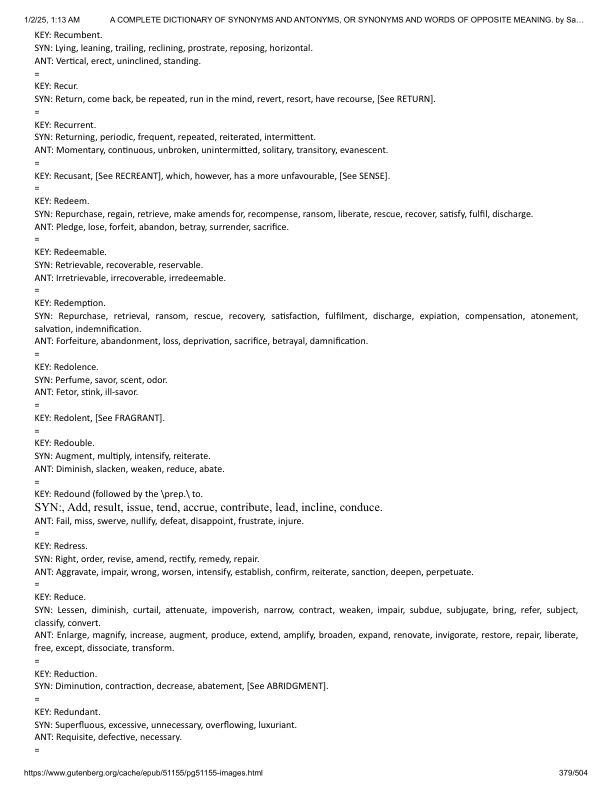 1/2/25, 1:13 AM A COMPLETE DICTIONARY OF SYNONYMS AND ANTONYMS, OR SYNONYMS AND WORDS OF OPPOSITE MEANING. by Sa…
KEY: Recumbent.
SYN: Lying, leaning, trailing, reclining, prostrate, reposing, horizontal.
ANT: Vertical, erect, uninclined, standing.
=
KEY: Recur.
SYN: Return, come back, be repeated, run in the mind, revert, resort, have recourse, [See RETURN].
=
KEY: Recurrent.
SYN: Returning, periodic, frequent, repeated, reiterated, intermittent.
ANT: Momentary, continuous, unbroken, unintermitted, solitary, transitory, evanescent.
=
KEY: Recusant, [See RECREANT], which, however, has a more unfavourable, [See SENSE].
=
KEY: Redeem.
SYN: Repurchase, regain, retrieve, make amends for, recompense, ransom, liberate, rescue, recover, satisfy, fulfil, discharge.
ANT: Pledge, lose, forfeit, abandon, betray, surrender, sacrifice.
=
KEY: Redeemable.
SYN: Retrievable, recoverable, reservable.
ANT: Irretrievable, irrecoverable, irredeemable.
=
KEY: Redemption.
SYN: Repurchase, retrieval, ransom, rescue, recovery, satisfaction, fulfilment, discharge, expiation, compensation, atonement,
salvation, indemnification.
ANT: Forfeiture, abandonment, loss, deprivation, sacrifice, betrayal, damnification.
=
KEY: Redolence.
SYN: Perfume, savor, scent, odor.
ANT: Fetor, stink, ill-savor.
=
KEY: Redolent, [See FRAGRANT].
=
KEY: Redouble.
SYN: Augment, multiply, intensify, reiterate.
ANT: Diminish, slacken, weaken, reduce, abate.
=
KEY: Redound (followed by the \prep.\ to.
SYN:, Add, result, issue, tend, accrue, contribute, lead, incline, conduce.
ANT: Fail, miss, swerve, nullify, defeat, disappoint, frustrate, injure.
=
KEY: Redress.
SYN: Right, order, revise, amend, rectify, remedy, repair.
ANT: Aggravate, impair, wrong, worsen, intensify, establish, confirm, reiterate, sanction, deepen, perpetuate.
=
KEY: Reduce.
SYN: Lessen, diminish, curtail, attenuate, impoverish, narrow, contract, weaken, impair, subdue, subjugate, bring, refer, subject,
classify, convert.
ANT: Enlarge, magnify, increase, augment, produce, extend, amplify, broaden, expand, renovate, invigorate, restore, repair, liberate,
free, except, dissociate, transform.
=
KEY: Reduction.
SYN: Diminution, contraction, decrease, abatement, [See ABRIDGMENT].
=
KEY: Redundant.
SYN: Superfluous, excessive, unnecessary, overflowing, luxuriant.
ANT: Requisite, defective, necessary.
=
https://www.gutenberg.org/cache/epub/51155/pg51155-images.html 379/504